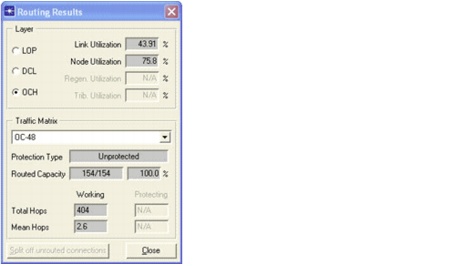 Routing Results
Layer
LOP
DCL
OCH
Link Utilization 43.91 %
Node Utilization 75.8 %
Regen. Utilization N/A %
Trib. Utilization N/A %
Traffic Matrix
OC-48
Protection Type Unprotected
Routed Capacity 154/154 100.0 %
Working Protecting
Total Hops 404 N/A
Mean Hops 2.6 N/A
Split off unrouted connections Close